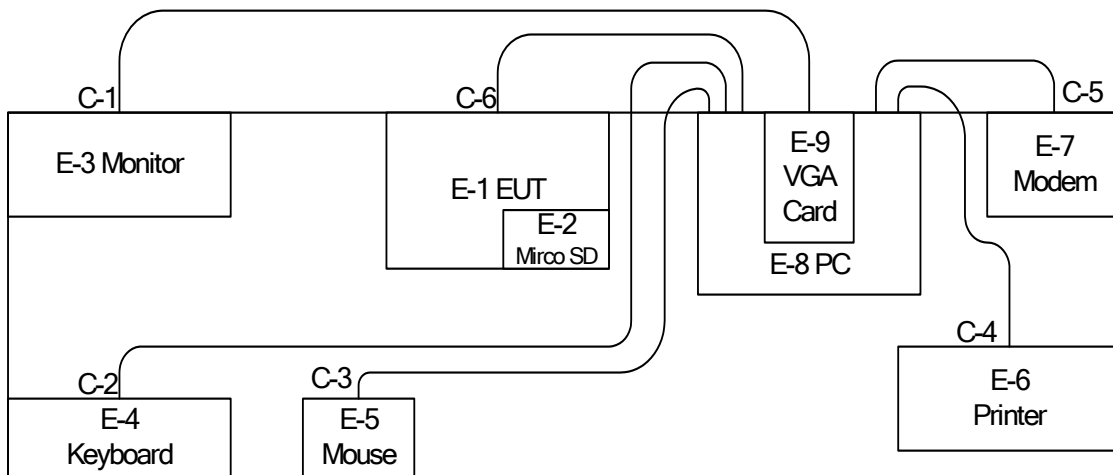 C-1
C-6
C-5
E-3 Monitor
E-1 EUT
E-2
Mirco SD
E-9
VGA
Card
E-8 PC
E-7
Modem
C-2
C-3
C-4
E-4
Keyboard
E-5
Mouse
E-6
Printer